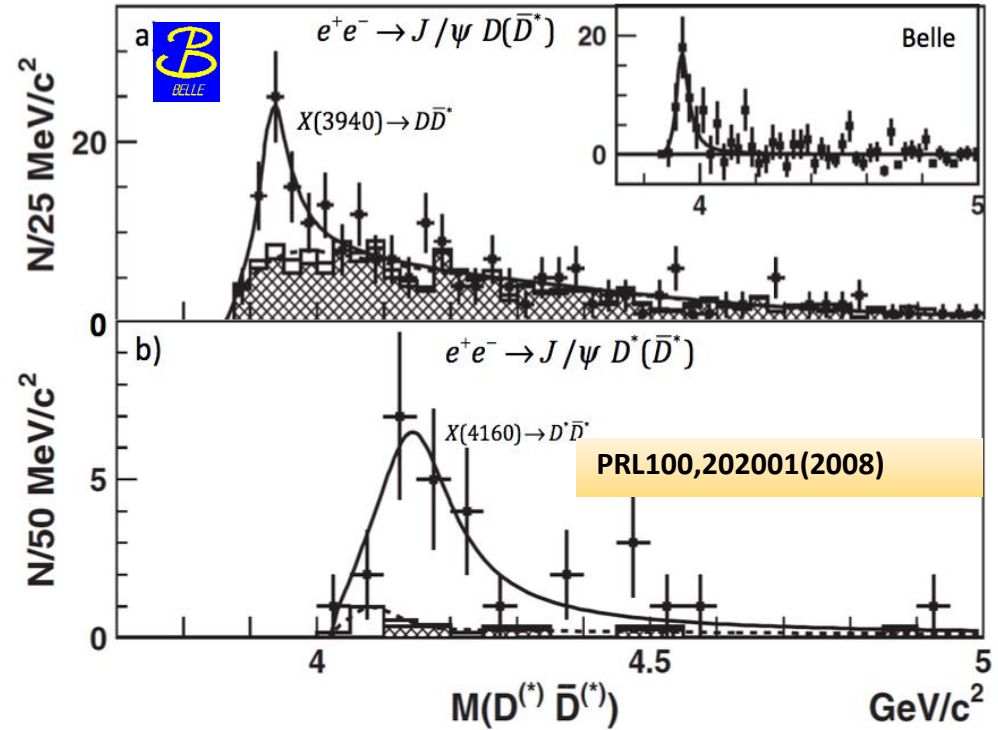 a)
BELLE
e⁺e⁻ → J/ψ D(D̄*)
X(3940)→DD̄*
N/25 MeV/c²
20
0
Belle
20
0
4
5
b)
e⁺e⁻ → J/ψ D*(D̄*)
X(4160)→D*D̄*
PRL100,202001(2008)
N/50 MeV/c²
5
0
4
4.5
5
M(D⁽*⁾ D̄⁽*⁾)
GeV/c²